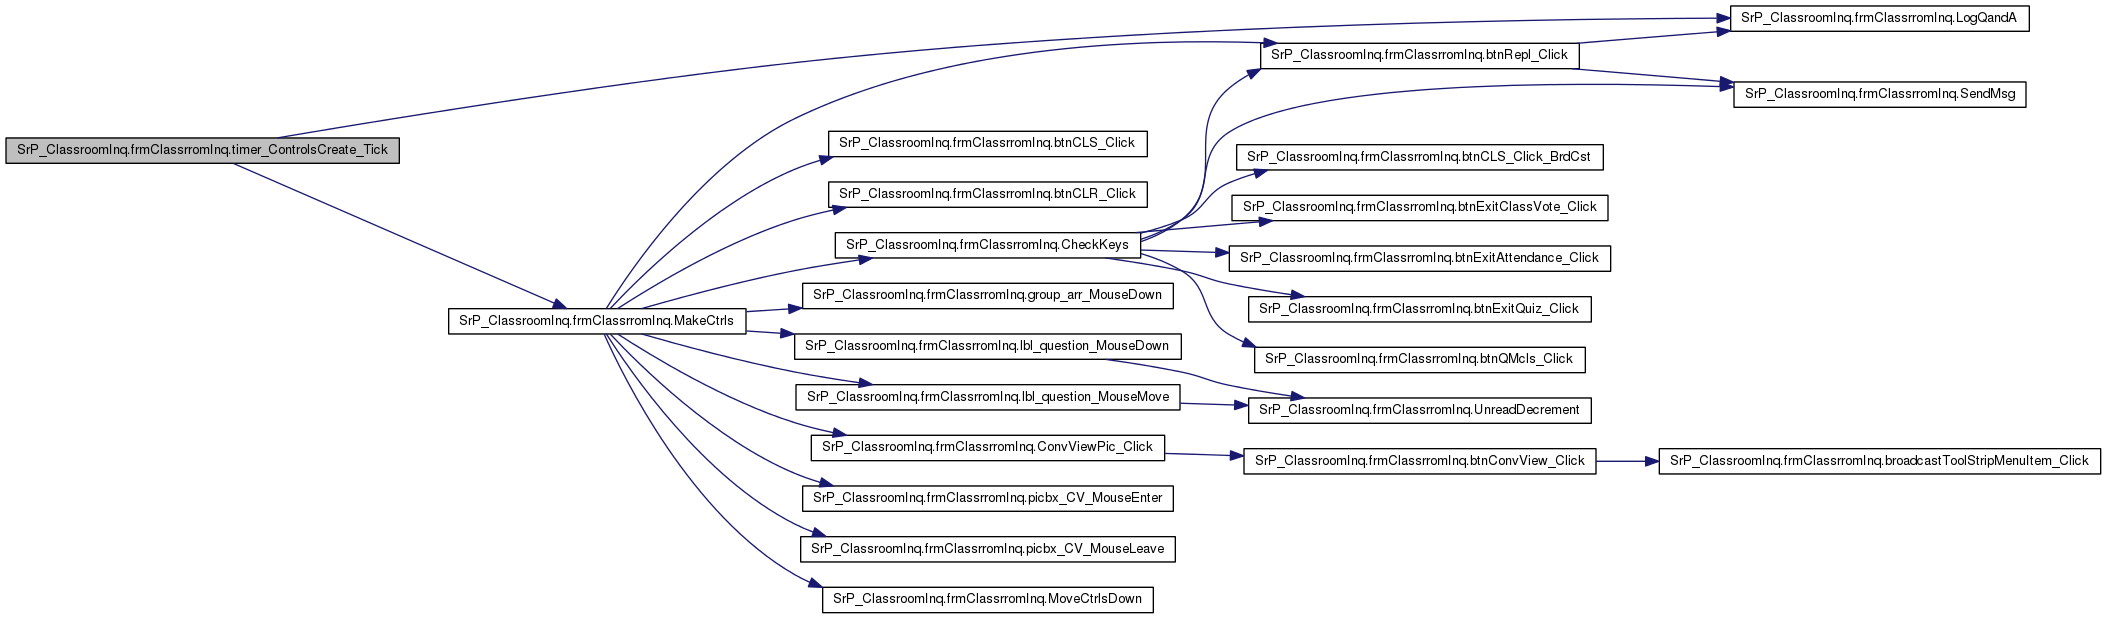 SrP_ClassroomInq.frmClassrromInq.timer_ControlsCreate_Tick
SrP_ClassroomInq.frmClassrromInq.MakeCtrls
SrP_ClassroomInq.frmClassrromInq.btnCLS_Click
SrP_ClassroomInq.frmClassrromInq.btnCLR_Click
SrP_ClassroomInq.frmClassrromInq.CheckKeys
SrP_ClassroomInq.frmClassrromInq.group_arr_MouseDown
SrP_ClassroomInq.frmClassrromInq.lbl_question_MouseDown
SrP_ClassroomInq.frmClassrromInq.lbl_question_MouseMove
SrP_ClassroomInq.frmClassrromInq.ConvViewPic_Click
SrP_ClassroomInq.frmClassrromInq.picbx_CV_MouseEnter
SrP_ClassroomInq.frmClassrromInq.picbx_CV_MouseLeave
SrP_ClassroomInq.frmClassrromInq.MoveCtrlsDown
SrP_ClassroomInq.frmClassrromInq.btnRepl_Click
SrP_ClassroomInq.frmClassrromInq.btnCLS_Click_BrdCst
SrP_ClassroomInq.frmClassrromInq.btnExitClassVote_Click
SrP_ClassroomInq.frmClassrromInq.btnExitAttendance_Click
SrP_ClassroomInq.frmClassrromInq.btnExitQuiz_Click
SrP_ClassroomInq.frmClassrromInq.btnQMcls_Click
SrP_ClassroomInq.frmClassrromInq.UnreadDecrement
SrP_ClassroomInq.frmClassrromInq.btnConvView_Click
SrP_ClassroomInq.frmClassrromInq.LogQandA
SrP_ClassroomInq.frmClassrromInq.SendMsg
SrP_ClassroomInq.frmClassrromInq.broadcastToolStripMenuItem_Click